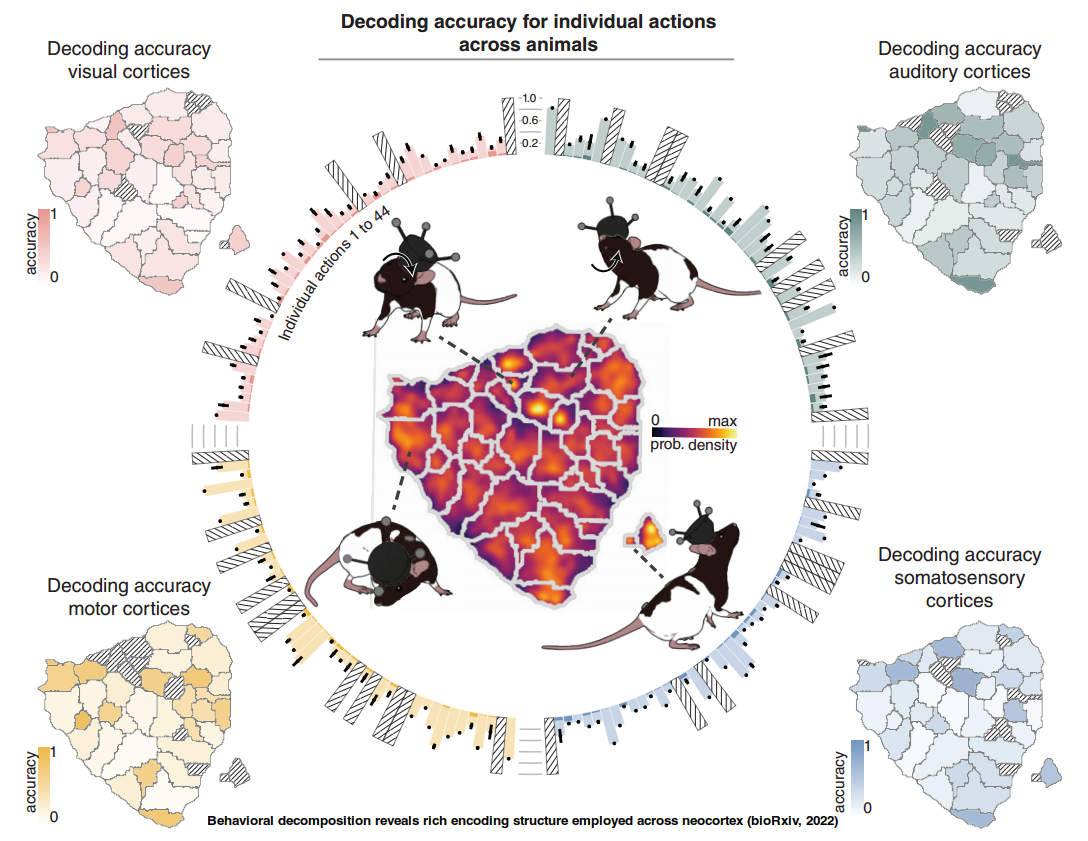 Decoding accuracy for individual actions
across animals
Decoding accuracy
visual cortices
Decoding accuracy
auditory cortices
1.0
0.6
0.2
accuracy
1
0
accuracy
1
0
Individual actions 1 to 44
0
max
prob. density
Decoding accuracy
motor cortices
Decoding accuracy
somatosensory
cortices
accuracy
1
0
accuracy
1
0
Behavioral decomposition reveals rich encoding structure employed across neocortex (bioRxiv, 2022)